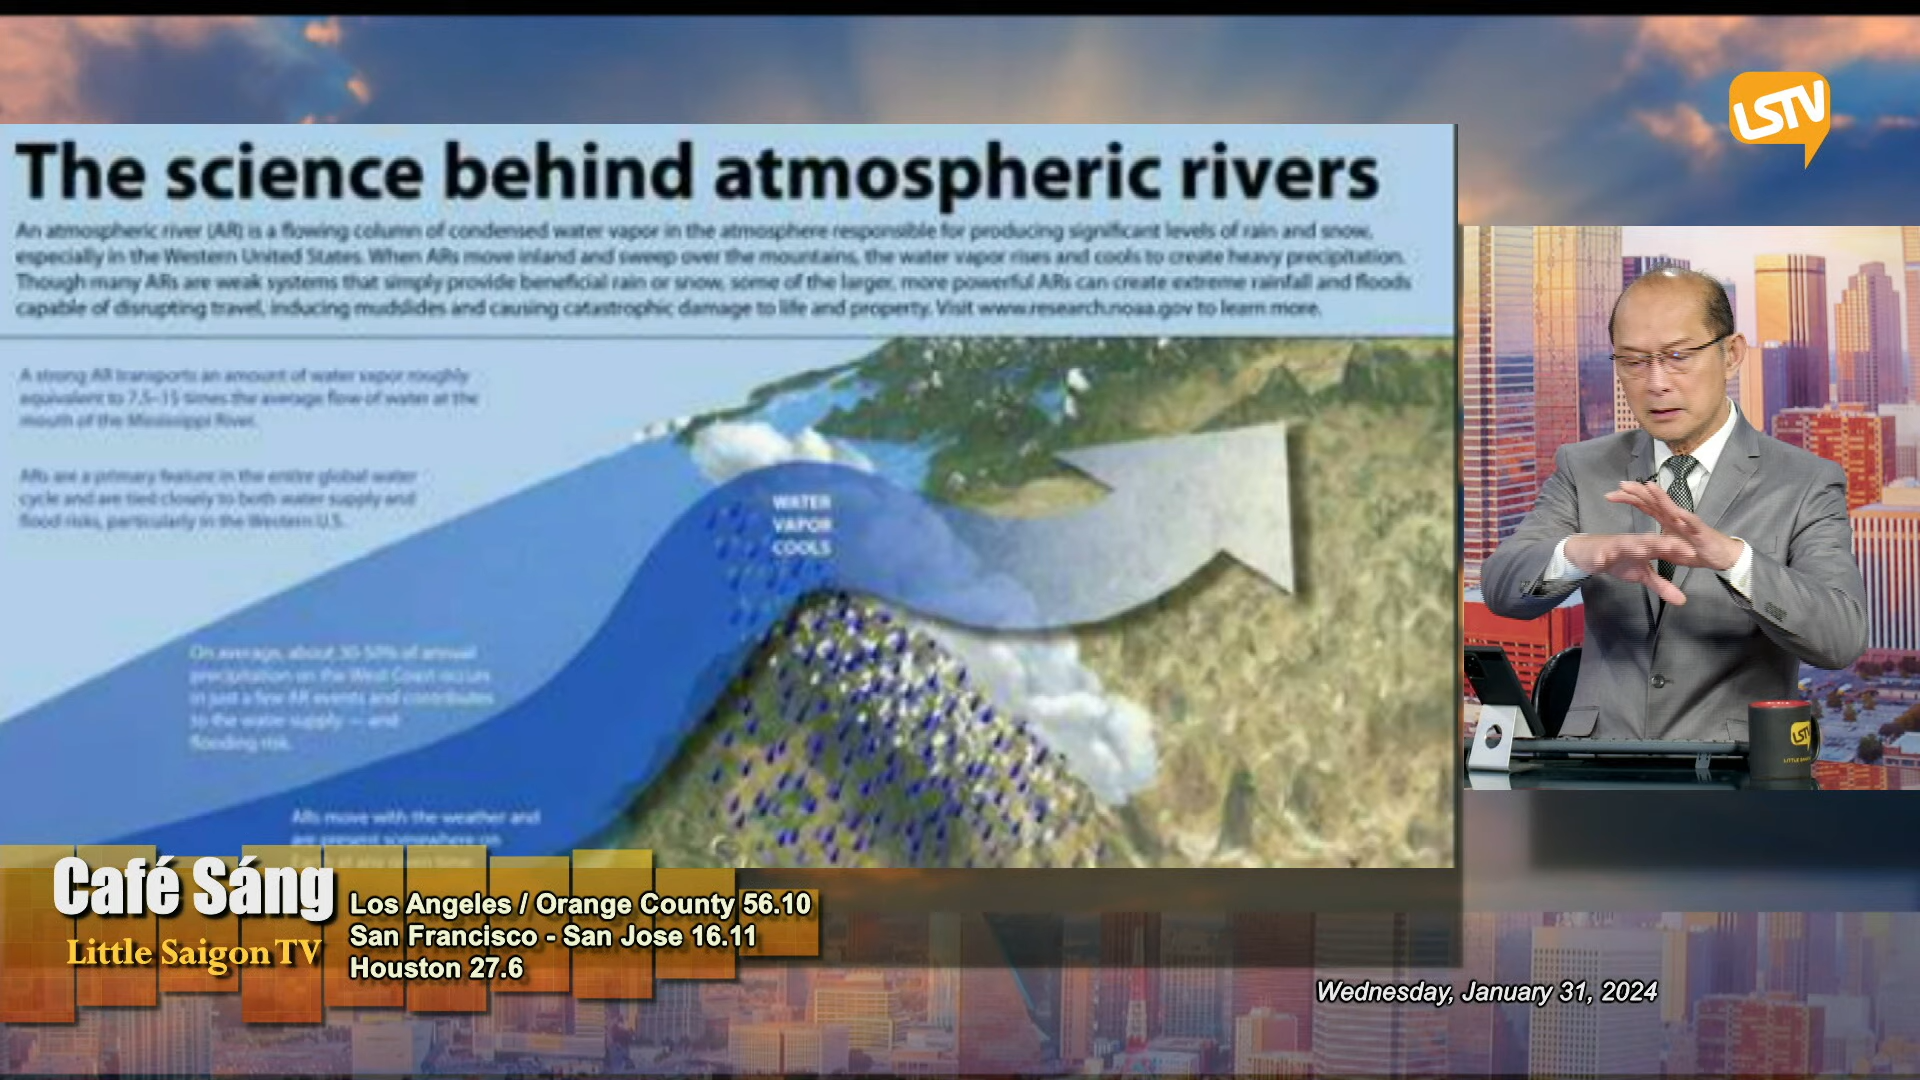 LSTV
The science behind atmospheric rivers
An atmospheric river (AR) is a flowing column of condensed water vapor in the atmosphere responsible for producing significant levels of rain and snow,
especially in the Western United States. When ARs move inland and sweep over the mountains, the water vapor rises and cools to create heavy precipitation.
Though many ARs are weak systems that simply provide beneficial rain or snow, some of the larger, more powerful ARs can create extreme rainfall and floods
capable of disrupting travel, inducing mudslides and causing catastrophic damage to life and property. Visit www.research.noaa.gov to learn more.
A strong AR transports an amount of water vapor roughly
equivalent to 7.5–15 times the average flow of water at the
mouth of the Mississippi River.
ARs are a primary feature in the entire global water
cycle and are tied closely to both water supply and
flood risks, particularly in the Western U.S.
WATER
VAPOR
COOLS
On average, about 30-50% of annual
precipitation on the West Coast occurs
in just a few AR events and contributes
to the water supply — and
flooding risk.
ARs move with the weather and
are present somewhere on
LSTV
Café Sáng
Little Saigon TV
Los Angeles / Orange County 56.10
San Francisco - San Jose 16.11
Houston 27.6
Wednesday, January 31, 2024